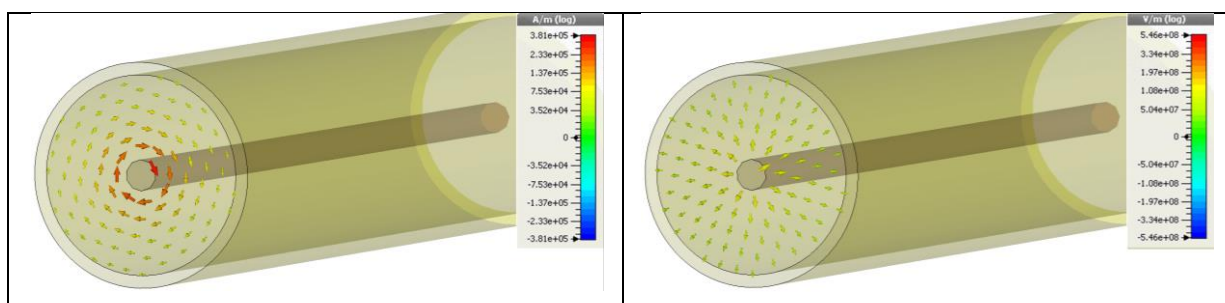 A/m (log)
3.81e+05
2.33e+05
1.37e+05
7.53e+04
3.52e+04
0
-3.52e+04
-7.53e+04
-1.37e+05
-2.33e+05
-3.81e+05
V/m (log)
5.46e+08
3.34e+08
1.97e+08
1.08e+08
5.04e+07
0
-5.04e+07
-1.08e+08
-1.97e+08
-3.34e+08
-5.46e+08